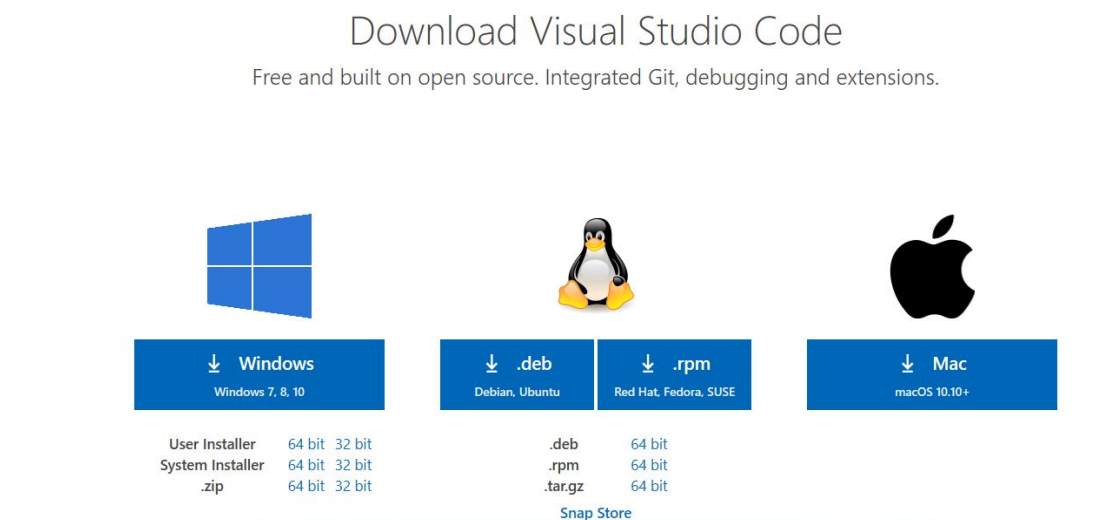 Download Visual Studio Code
Free and built on open source. Integrated Git, debugging and extensions.
Windows
Windows 7, 8, 10
.deb
Debian, Ubuntu
.rpm
Red Hat, Fedora, SUSE
Mac
macOS 10.10+
User Installer 64 bit 32 bit
System Installer 64 bit 32 bit
.zip 64 bit 32 bit
.deb 64 bit
.rpm 64 bit
.tar.gz 64 bit
Snap Store